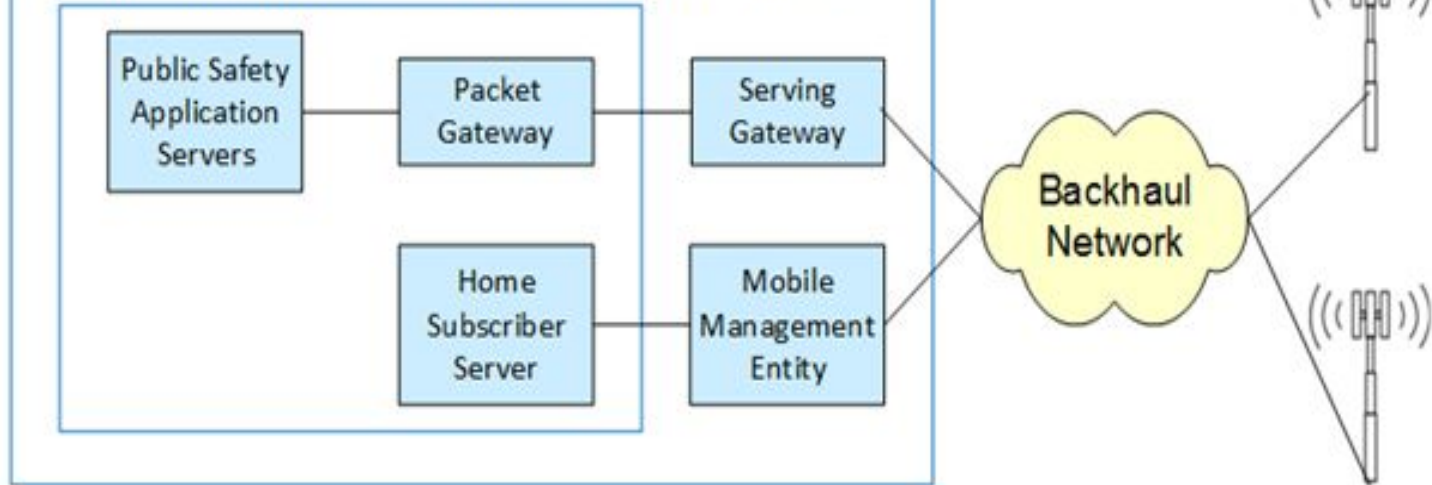 Public Safety
Application
Servers
Packet
Gateway
Serving
Gateway
Backhaul
Network
Home
Subscriber
Server
Mobile
Management
Entity